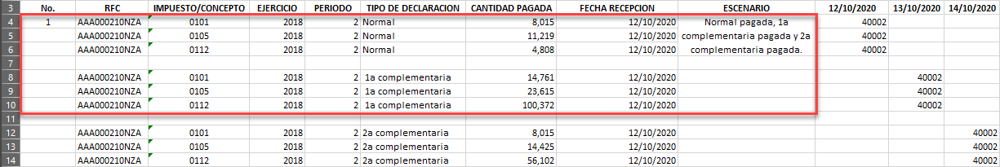 3 No. RFC IMPUESTO/CONCEPTO EJERCICIO PERIODO TIPO DE DECLARACION CANTIDAD PAGADA FECHA RECEPCION ESCENARIO 12/10/2020 13/10/2020 14/10/2020
4 1 AAA000210NZA 0101 2018 2 Normal 8,015 12/10/2020 Normal pagada, 1a 40002
5 AAA000210NZA 0105 2018 2 Normal 11,219 12/10/2020 complementaria pagada y 2a 40002
6 AAA000210NZA 0112 2018 2 Normal 4,808 12/10/2020 complementaria pagada. 40002
7
8 AAA000210NZA 0101 2018 2 1a complementaria 14,761 12/10/2020 40002
9 AAA000210NZA 0105 2018 2 1a complementaria 23,615 12/10/2020 40002
10 AAA000210NZA 0112 2018 2 1a complementaria 100,372 12/10/2020 40002
11
12 AAA000210NZA 0101 2018 2 2a complementaria 8,015 12/10/2020 40002
13 AAA000210NZA 0105 2018 2 2a complementaria 14,425 12/10/2020 40002
14 AAA000210NZA 0112 2018 2 2a complementaria 56,102 12/10/2020 40002